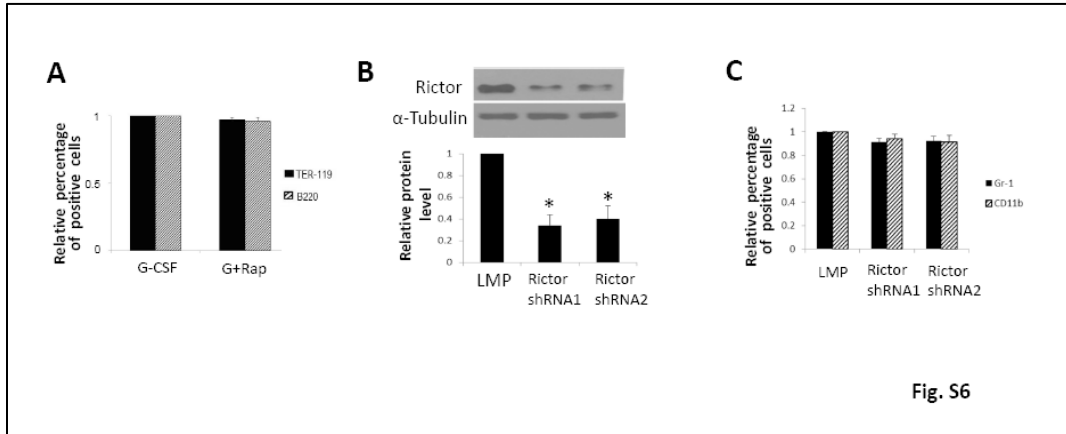 A
Relative percentage
of positive cells
1
0.5
0
G-CSF
G+Rap
TER-119
B220
B
Rictor
α-Tubulin
Relative protein
level
1
0.8
0.6
0.4
0.2
0
*
*
LMP
Rictor
shRNA1
Rictor
shRNA2
C
Relative percentage
of positive cells
1.2
1
0.8
0.6
0.4
0.2
0
LMP
Rictor
shRNA1
Rictor
shRNA2
Gr-1
CD11b
Fig. S6